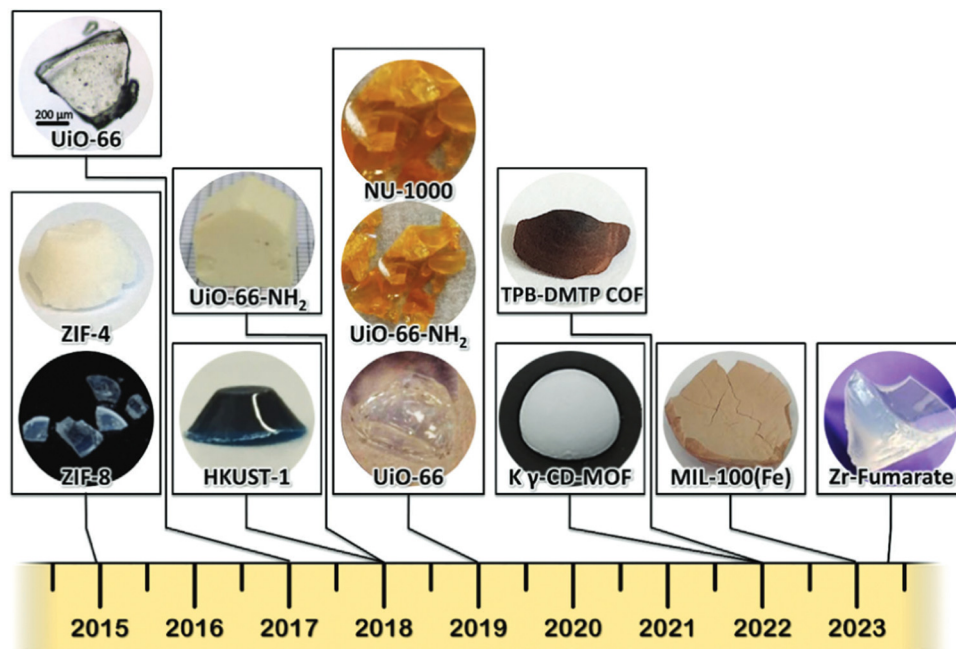 200 µm
UiO-66
ZIF-4
ZIF-8
UiO-66-NH₂
HKUST-1
NU-1000
UiO-66-NH₂
UiO-66
TPB-DMTP COF
K γ-CD-MOF
MIL-100(Fe)
Zr-Fumarate
2015 2016 2017 2018 2019 2020 2021 2022 2023